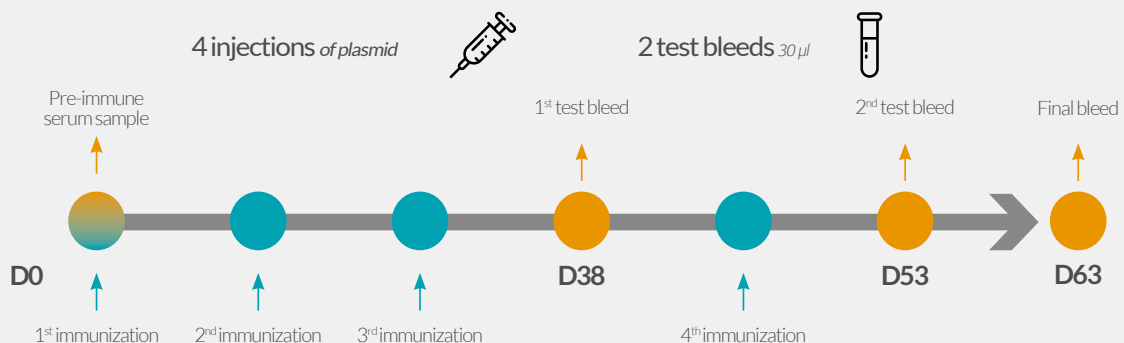 4 injections of plasmid
2 test bleeds 30 µl
Pre-immune
serum sample
1st test bleed
2nd test bleed
Final bleed
D0
D38
D53
D63
1st immunization
2nd immunization
3rd immunization
4th immunization